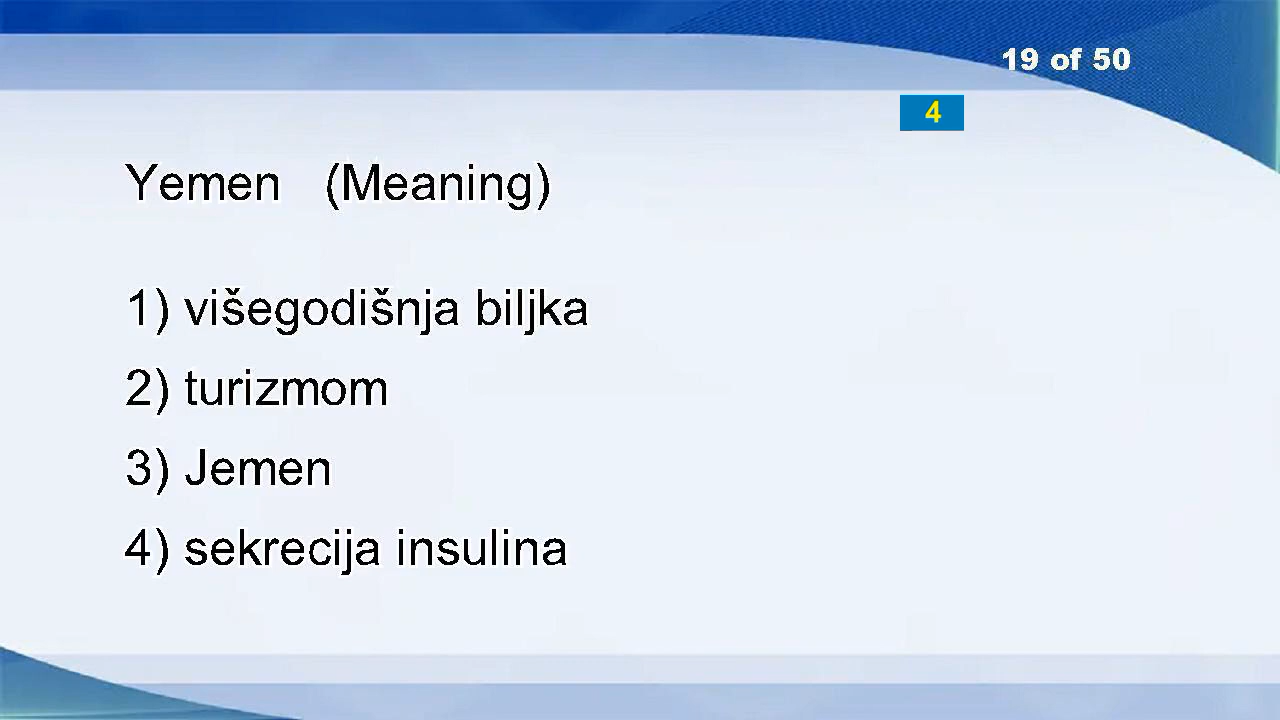 19 of 50
4
Yemen (Meaning)
1) višegodišnja biljka
2) turizmom
3) Jemen
4) sekrecija insulina